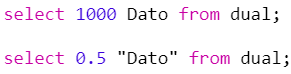 select 1000 Dato from dual;
select 0.5 "Dato" from dual;